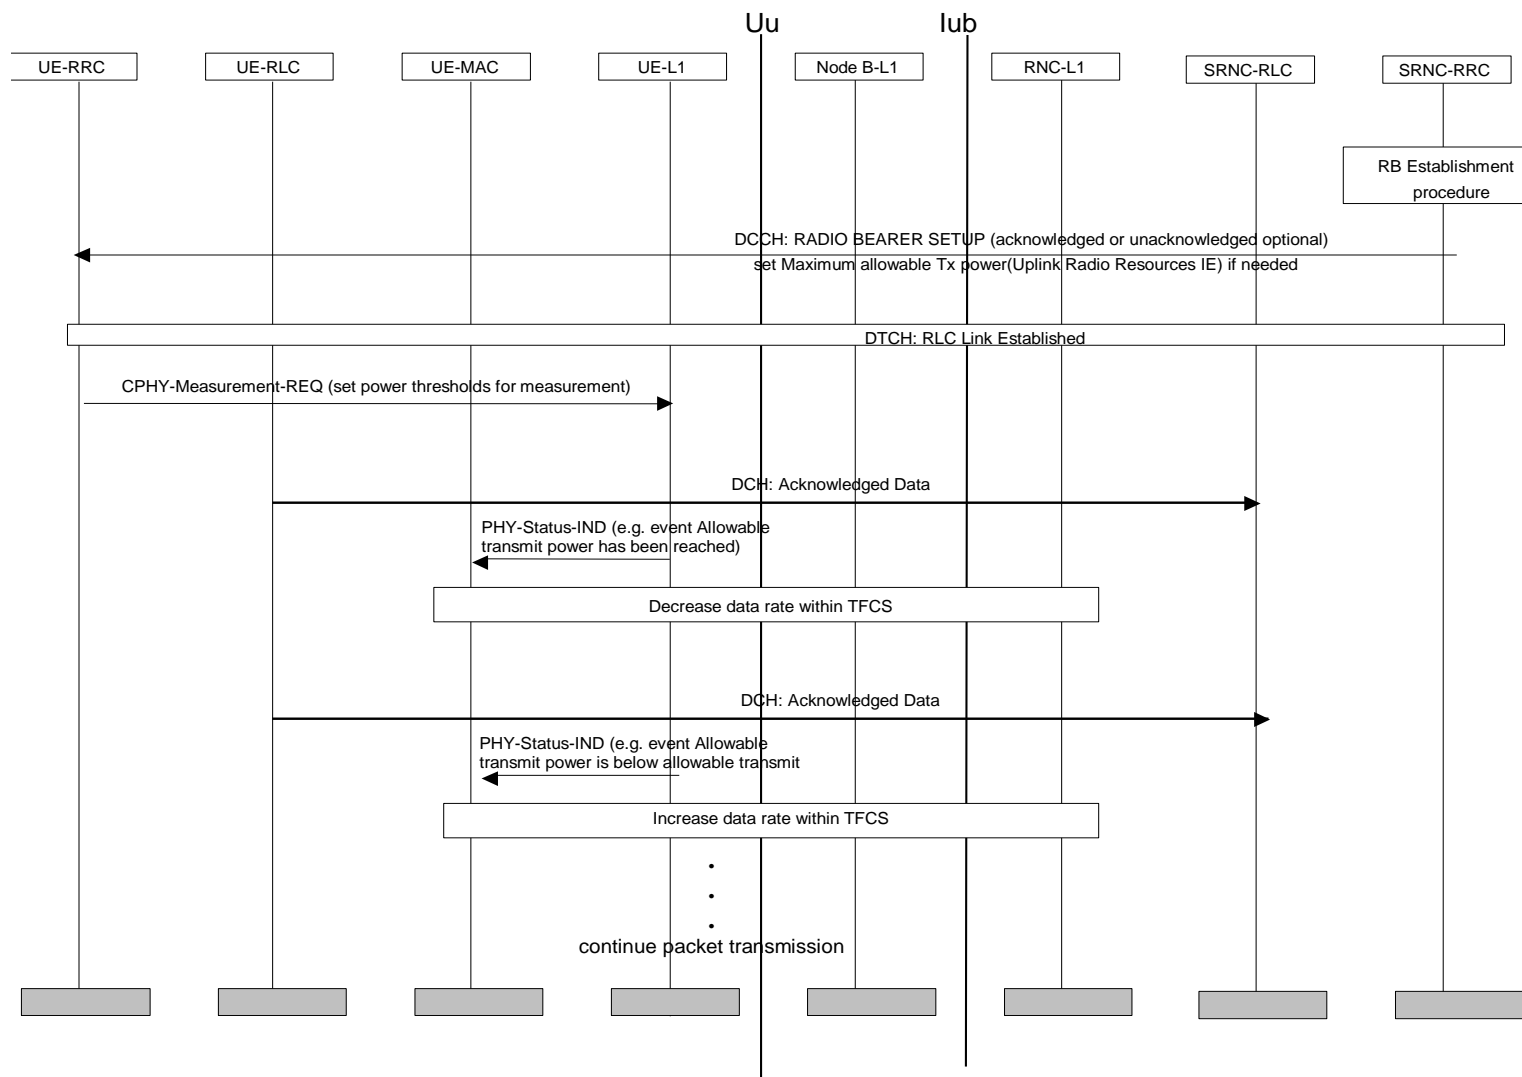 Uu
Iub
UE-RRC
UE-RLC
UE-MAC
UE-L1
Node B-L1
RNC-L1
SRNC-RLC
SRNC-RRC
RB Establishment
procedure
DCCH: RADIO BEARER SETUP (acknowledged or unacknowledged optional)
set Maximum allowable Tx power(Uplink Radio Resources IE) if needed
DTCH: RLC Link Established
CPHY-Measurement-REQ (set power thresholds for measurement)
DCH: Acknowledged Data
PHY-Status-IND (e.g. event Allowable
transmit power has been reached)
Decrease data rate within TFCS
DCH: Acknowledged Data
PHY-Status-IND (e.g. event Allowable
transmit power is below allowable transmit
Increase data rate within TFCS
.
.
.
continue packet transmission